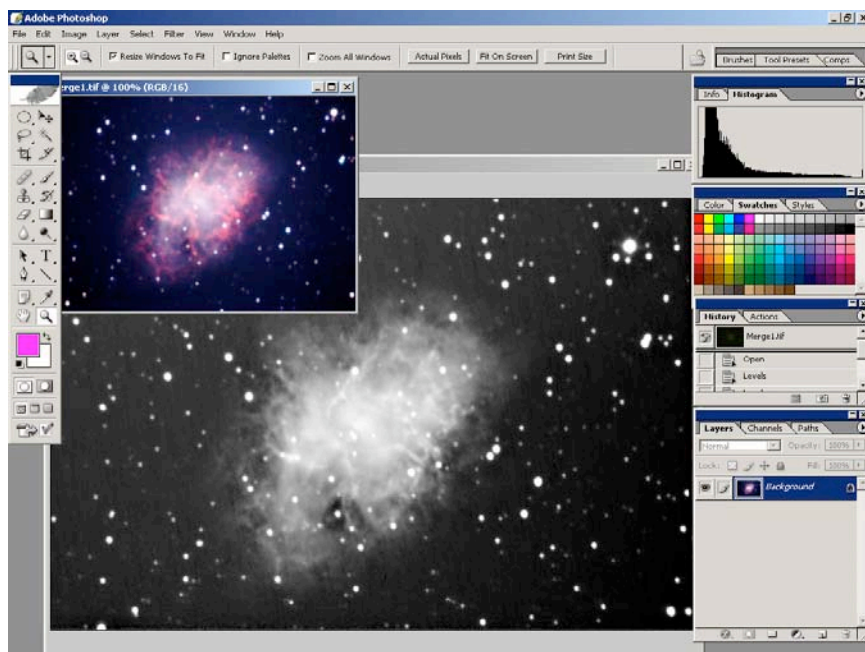 Adobe Photoshop
File Edit Image Layer Select Filter View Window Help
Resize Windows To Fit Ignore Palettes Zoom All Windows Actual Pixels Fit On Screen Print Size Brushes Tool Presets Comps
erge1.tif @ 100% (RGB/16)
Info Histogram
Color Swatches Styles
History Actions
Merge1.tif
Open
Levels
Layers Channels Paths
Normal Opacity: 100%
Lock: Fill: 100%
Background